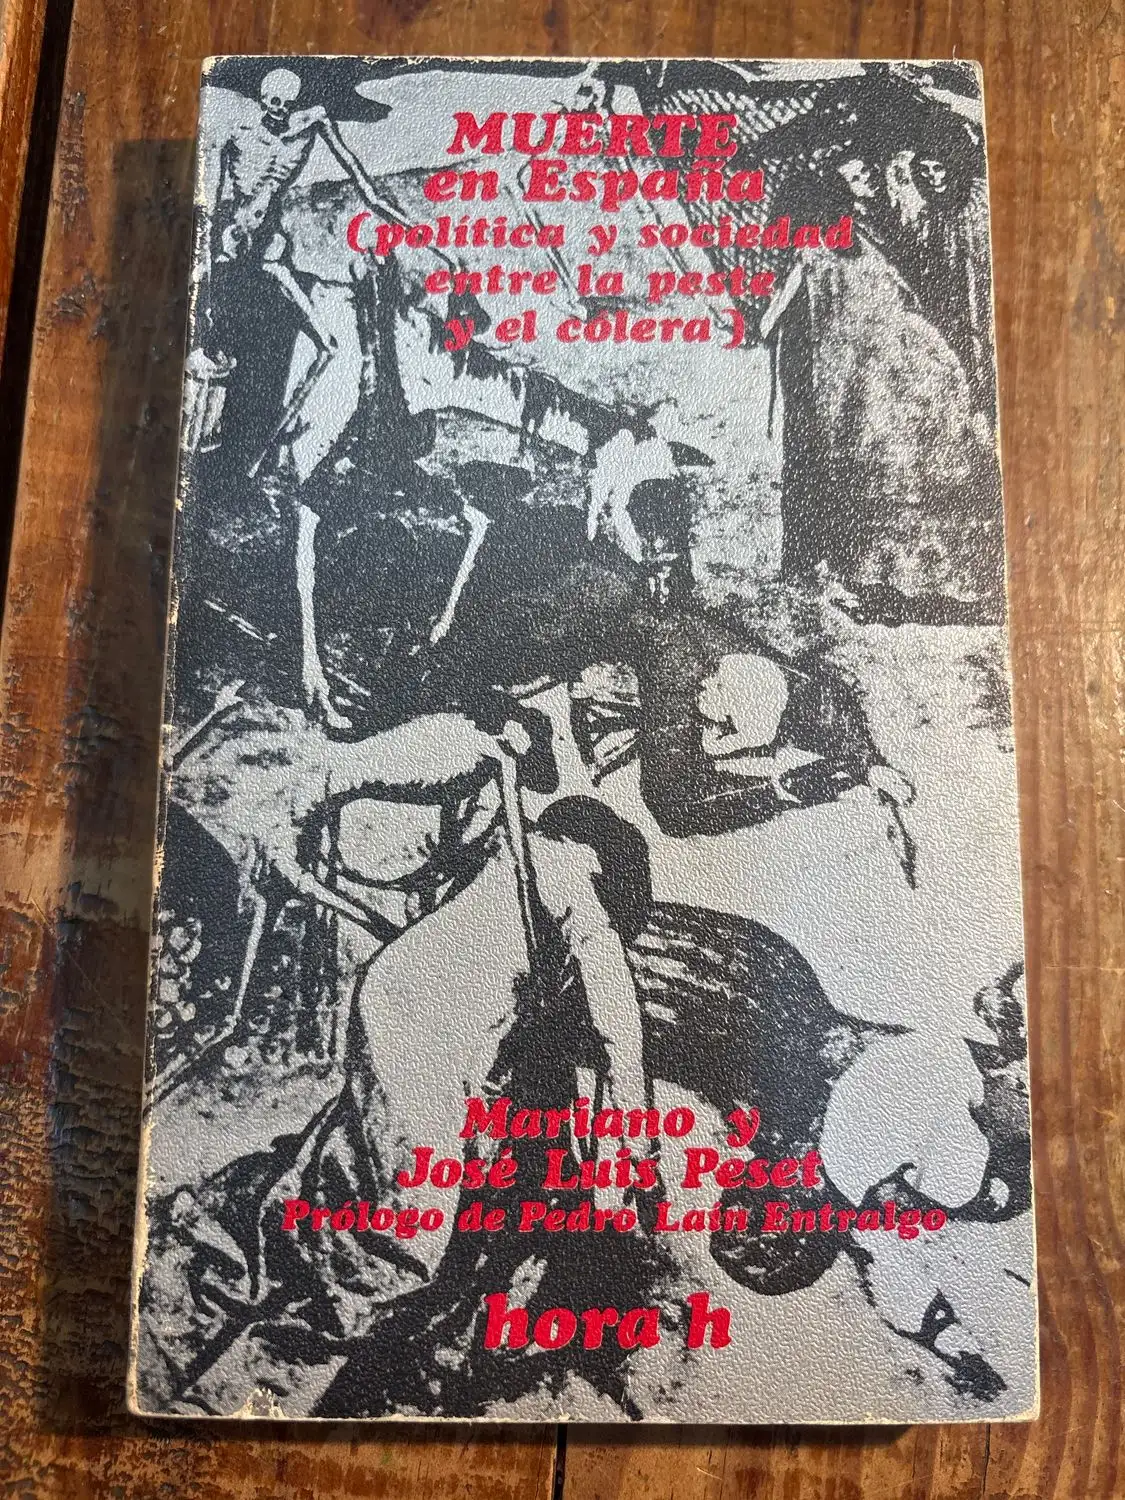 MUERTE
en España
(política y sociedad
entre la peste
y el cólera)
Mariano y
José Luis Peset
Prólogo de Pedro Laín Entralgo
hora h